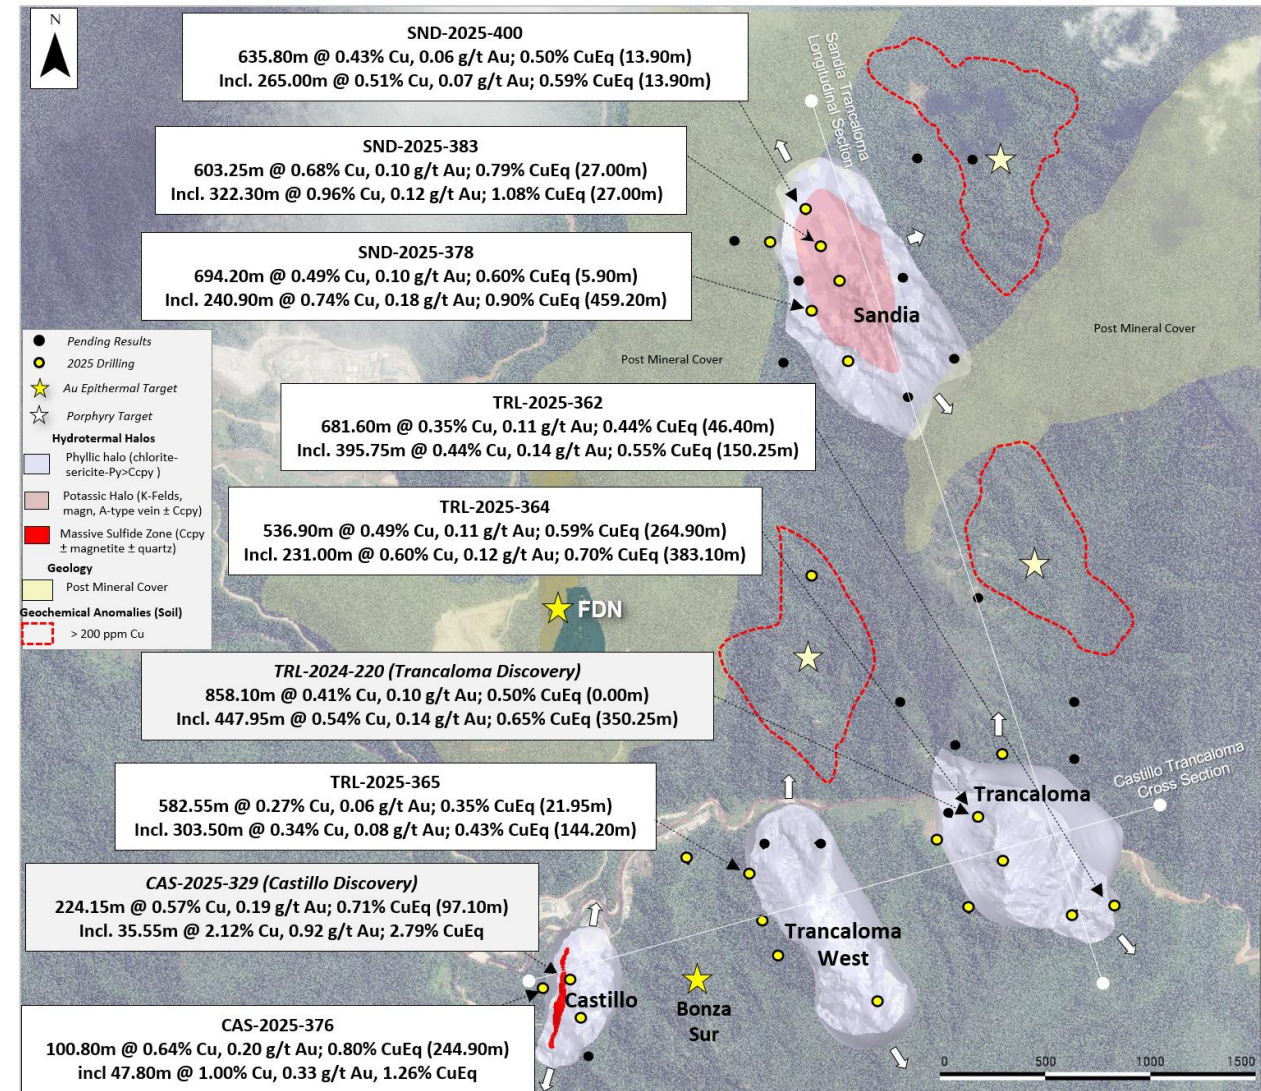 N
SND-2025-400
635.80m @ 0.43% Cu, 0.06 g/t Au; 0.50% CuEq (13.90m)
Incl. 265.00m @ 0.51% Cu, 0.07 g/t Au; 0.59% CuEq (13.90m)
Sandia Trancaloma
Longitudinal Section
SND-2025-383
603.25m @ 0.68% Cu, 0.10 g/t Au; 0.79% CuEq (27.00m)
Incl. 322.30m @ 0.96% Cu, 0.12 g/t Au; 1.08% CuEq (27.00m)
SND-2025-378
694.20m @ 0.49% Cu, 0.10 g/t Au; 0.60% CuEq (5.90m)
Incl. 240.90m @ 0.74% Cu, 0.18 g/t Au; 0.90% CuEq (459.20m)
Sandia
Post Mineral Cover
Post Mineral Cover
Pending Results
2025 Drilling
Au Epithermal Target
Porphyry Target
Hydrotermal Halos
Phyllic halo (chlorite-
sericite-Py>Ccpy )
Potassic Halo (K-Felds,
magn, A-type vein ± Ccpy)
Massive Sulfide Zone (Ccpy
± magnetite ± quartz)
Geology
Post Mineral Cover
Geochemical Anomalies (Soil)
> 200 ppm Cu
TRL-2025-362
681.60m @ 0.35% Cu, 0.11 g/t Au; 0.44% CuEq (46.40m)
Incl. 395.75m @ 0.44% Cu, 0.14 g/t Au; 0.55% CuEq (150.25m)
TRL-2025-364
536.90m @ 0.49% Cu, 0.11 g/t Au; 0.59% CuEq (264.90m)
Incl. 231.00m @ 0.60% Cu, 0.12 g/t Au; 0.70% CuEq (383.10m)
FDN
TRL-2024-220 (Trancaloma Discovery)
858.10m @ 0.41% Cu, 0.10 g/t Au; 0.50% CuEq (0.00m)
Incl. 447.95m @ 0.54% Cu, 0.14 g/t Au; 0.65% CuEq (350.25m)
Castillo Trancaloma
Cross Section
Trancaloma
TRL-2025-365
582.55m @ 0.27% Cu, 0.06 g/t Au; 0.35% CuEq (21.95m)
Incl. 303.50m @ 0.34% Cu, 0.08 g/t Au; 0.43% CuEq (144.20m)
CAS-2025-329 (Castillo Discovery)
224.15m @ 0.57% Cu, 0.19 g/t Au; 0.71% CuEq (97.10m)
Incl. 35.55m @ 2.12% Cu, 0.92 g/t Au; 2.79% CuEq
Trancaloma
West
Castillo
Bonza
Sur
CAS-2025-376
100.80m @ 0.64% Cu, 0.20 g/t Au; 0.80% CuEq (244.90m)
incl 47.80m @ 1.00% Cu, 0.33 g/t Au, 1.26% CuEq
0 500 1000 1500